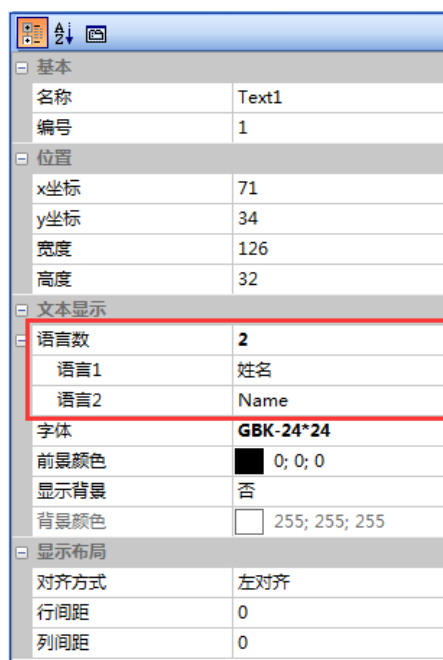 基本
名称 Text1
编号 1
位置
x坐标 71
y坐标 34
宽度 126
高度 32
文本显示
语言数 2
语言1 姓名
语言2 Name
字体 GBK-24*24
前景颜色 0; 0; 0
显示背景 否
背景颜色 255; 255; 255
显示布局
对齐方式 左对齐
行间距 0
列间距 0